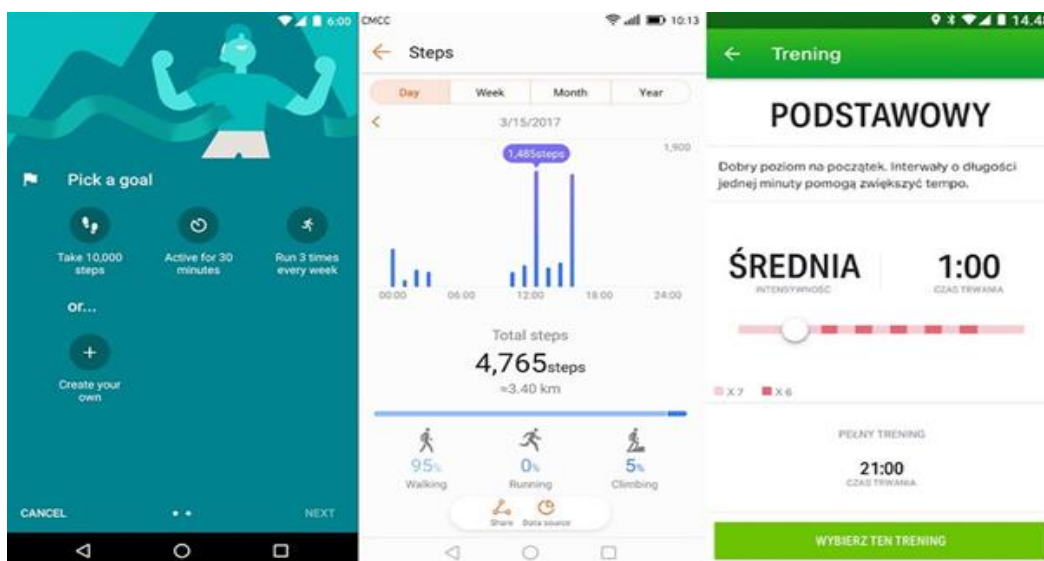 6:00
Pick a goal
Take 10,000
steps
Active for 30
minutes
Run 3 times
every week
or...
Create your
own
CANCEL
NEXT
CMCC
10:13
Steps
Day Week Month Year
3/15/2017
1,485steps
1,900
00:00 06:00 12:00 18:00 24:00
Total steps
4,765steps
≈3.40 km
95% 0% 5%
Walking Running Climbing
Share Data source
14.48
Trening
PODSTAWOWY
Dobry poziom na początek. Interwały o długości
jednej minuty pomogą zwiększyć tempo.
ŚREDNIA 1:00
INTENSYWNOŚĆ CZAS TRWANIA
X 7 X 6
PEŁNY TRENING
21:00
CZAS TRWANIA
WYBIERZ TEN TRENING